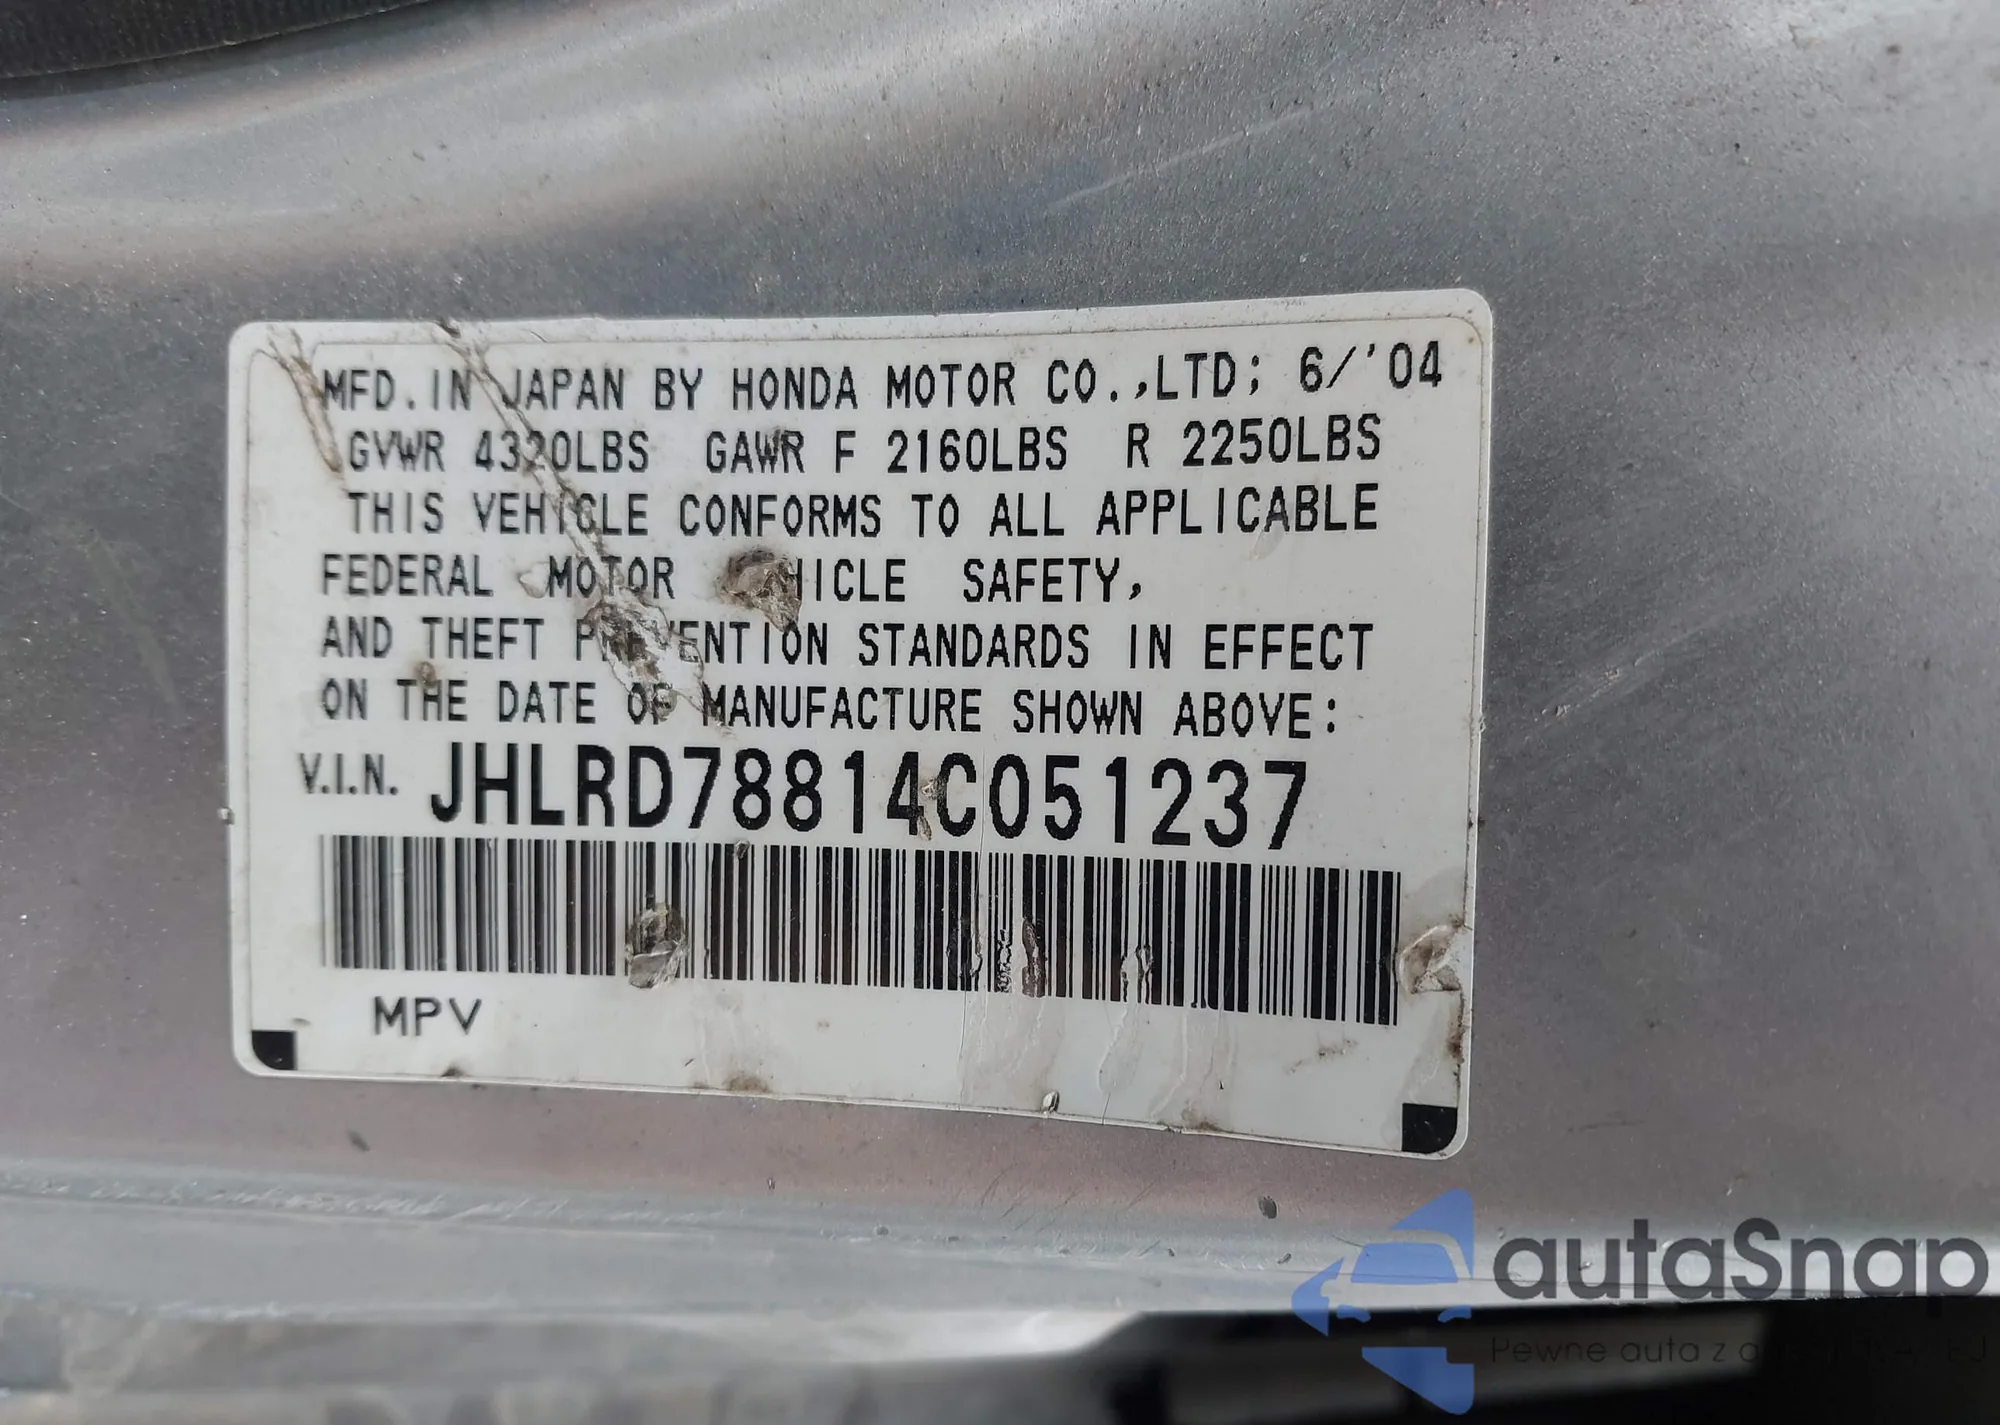 MFD. IN JAPAN BY HONDA MOTOR CO.,LTD; 6/'04
GVWR 4320LBS GAWR F 2160LBS R 2250LBS
THIS VEHICLE CONFORMS TO ALL APPLICABLE
FEDERAL MOTOR VEHICLE SAFETY,
AND THEFT PREVENTION STANDARDS IN EFFECT
ON THE DATE OF MANUFACTURE SHOWN ABOVE:
V.I.N. JHLRD78814C051237
MPV
autaSnap
Pewne auta z